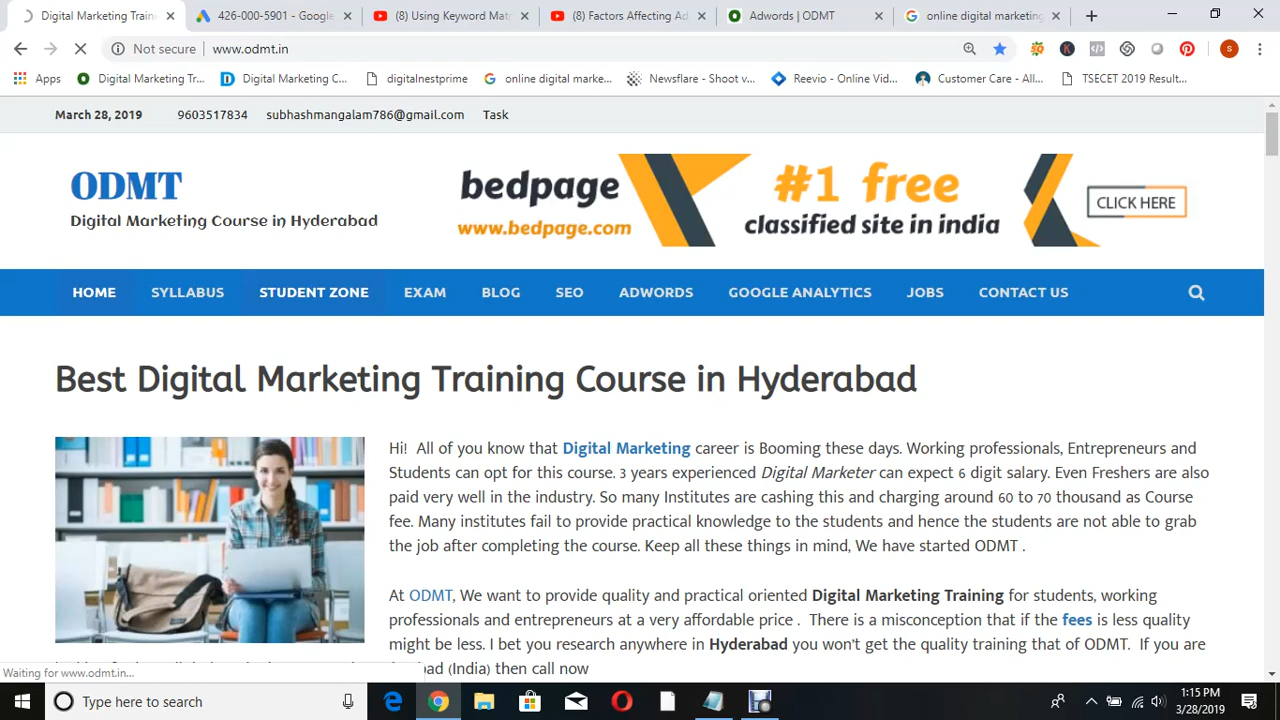 Digital Marketing Traini
426-000-5901 - Google
(8) Using Keyword Mat
(8) Factors Affecting Ad
Adwords | ODMT
online digital marketing
Not secure | www.odmt.in
Apps
Digital Marketing Tr...
Digital Marketing C...
digitalnestprime
online digital marke...
Newsflare - Shoot v...
Reevio - Online Vid...
Customer Care - All...
TSECET 2019 Result...
March 28, 2019 9603517834 subhashmangalam786@gmail.com Task
ODMT
Digital Marketing Course in Hyderabad
bedpage
www.bedpage.com
#1 free
classified site in india
CLICK HERE
HOME SYLLABUS STUDENT ZONE EXAM BLOG SEO ADWORDS GOOGLE ANALYTICS JOBS CONTACT US
Best Digital Marketing Training Course in Hyderabad
Hi! All of you know that Digital Marketing career is Booming these days. Working professionals, Entrepreneurs and
Students can opt for this course. 3 years experienced Digital Marketer can expect 6 digit salary. Even Freshers are also
paid very well in the industry. So many Institutes are cashing this and charging around 60 to 70 thousand as Course
fee. Many institutes fail to provide practical knowledge to the students and hence the students are not able to grab
the job after completing the course. Keep all these things in mind, We have started ODMT .
At ODMT, We want to provide quality and practical oriented Digital Marketing Training for students, working
professionals and entrepreneurs at a very affordable price . There is a misconception that if the fees is less quality
might be less. I bet you research anywhere in Hyderabad you won't get the quality training that of ODMT. If you are
(India) then call now
Waiting for www.odmt.in...
Type here to search
1:15 PM
3/28/2019